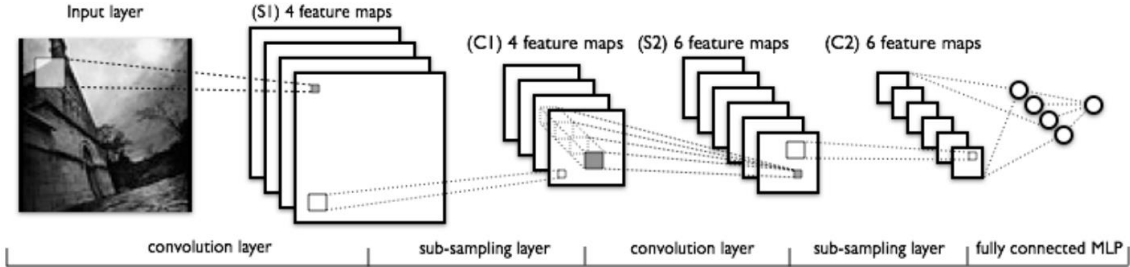 Input layer
(S1) 4 feature maps
(C1) 4 feature maps
(S2) 6 feature maps
(C2) 6 feature maps
convolution layer
sub-sampling layer
convolution layer
sub-sampling layer
fully connected MLP